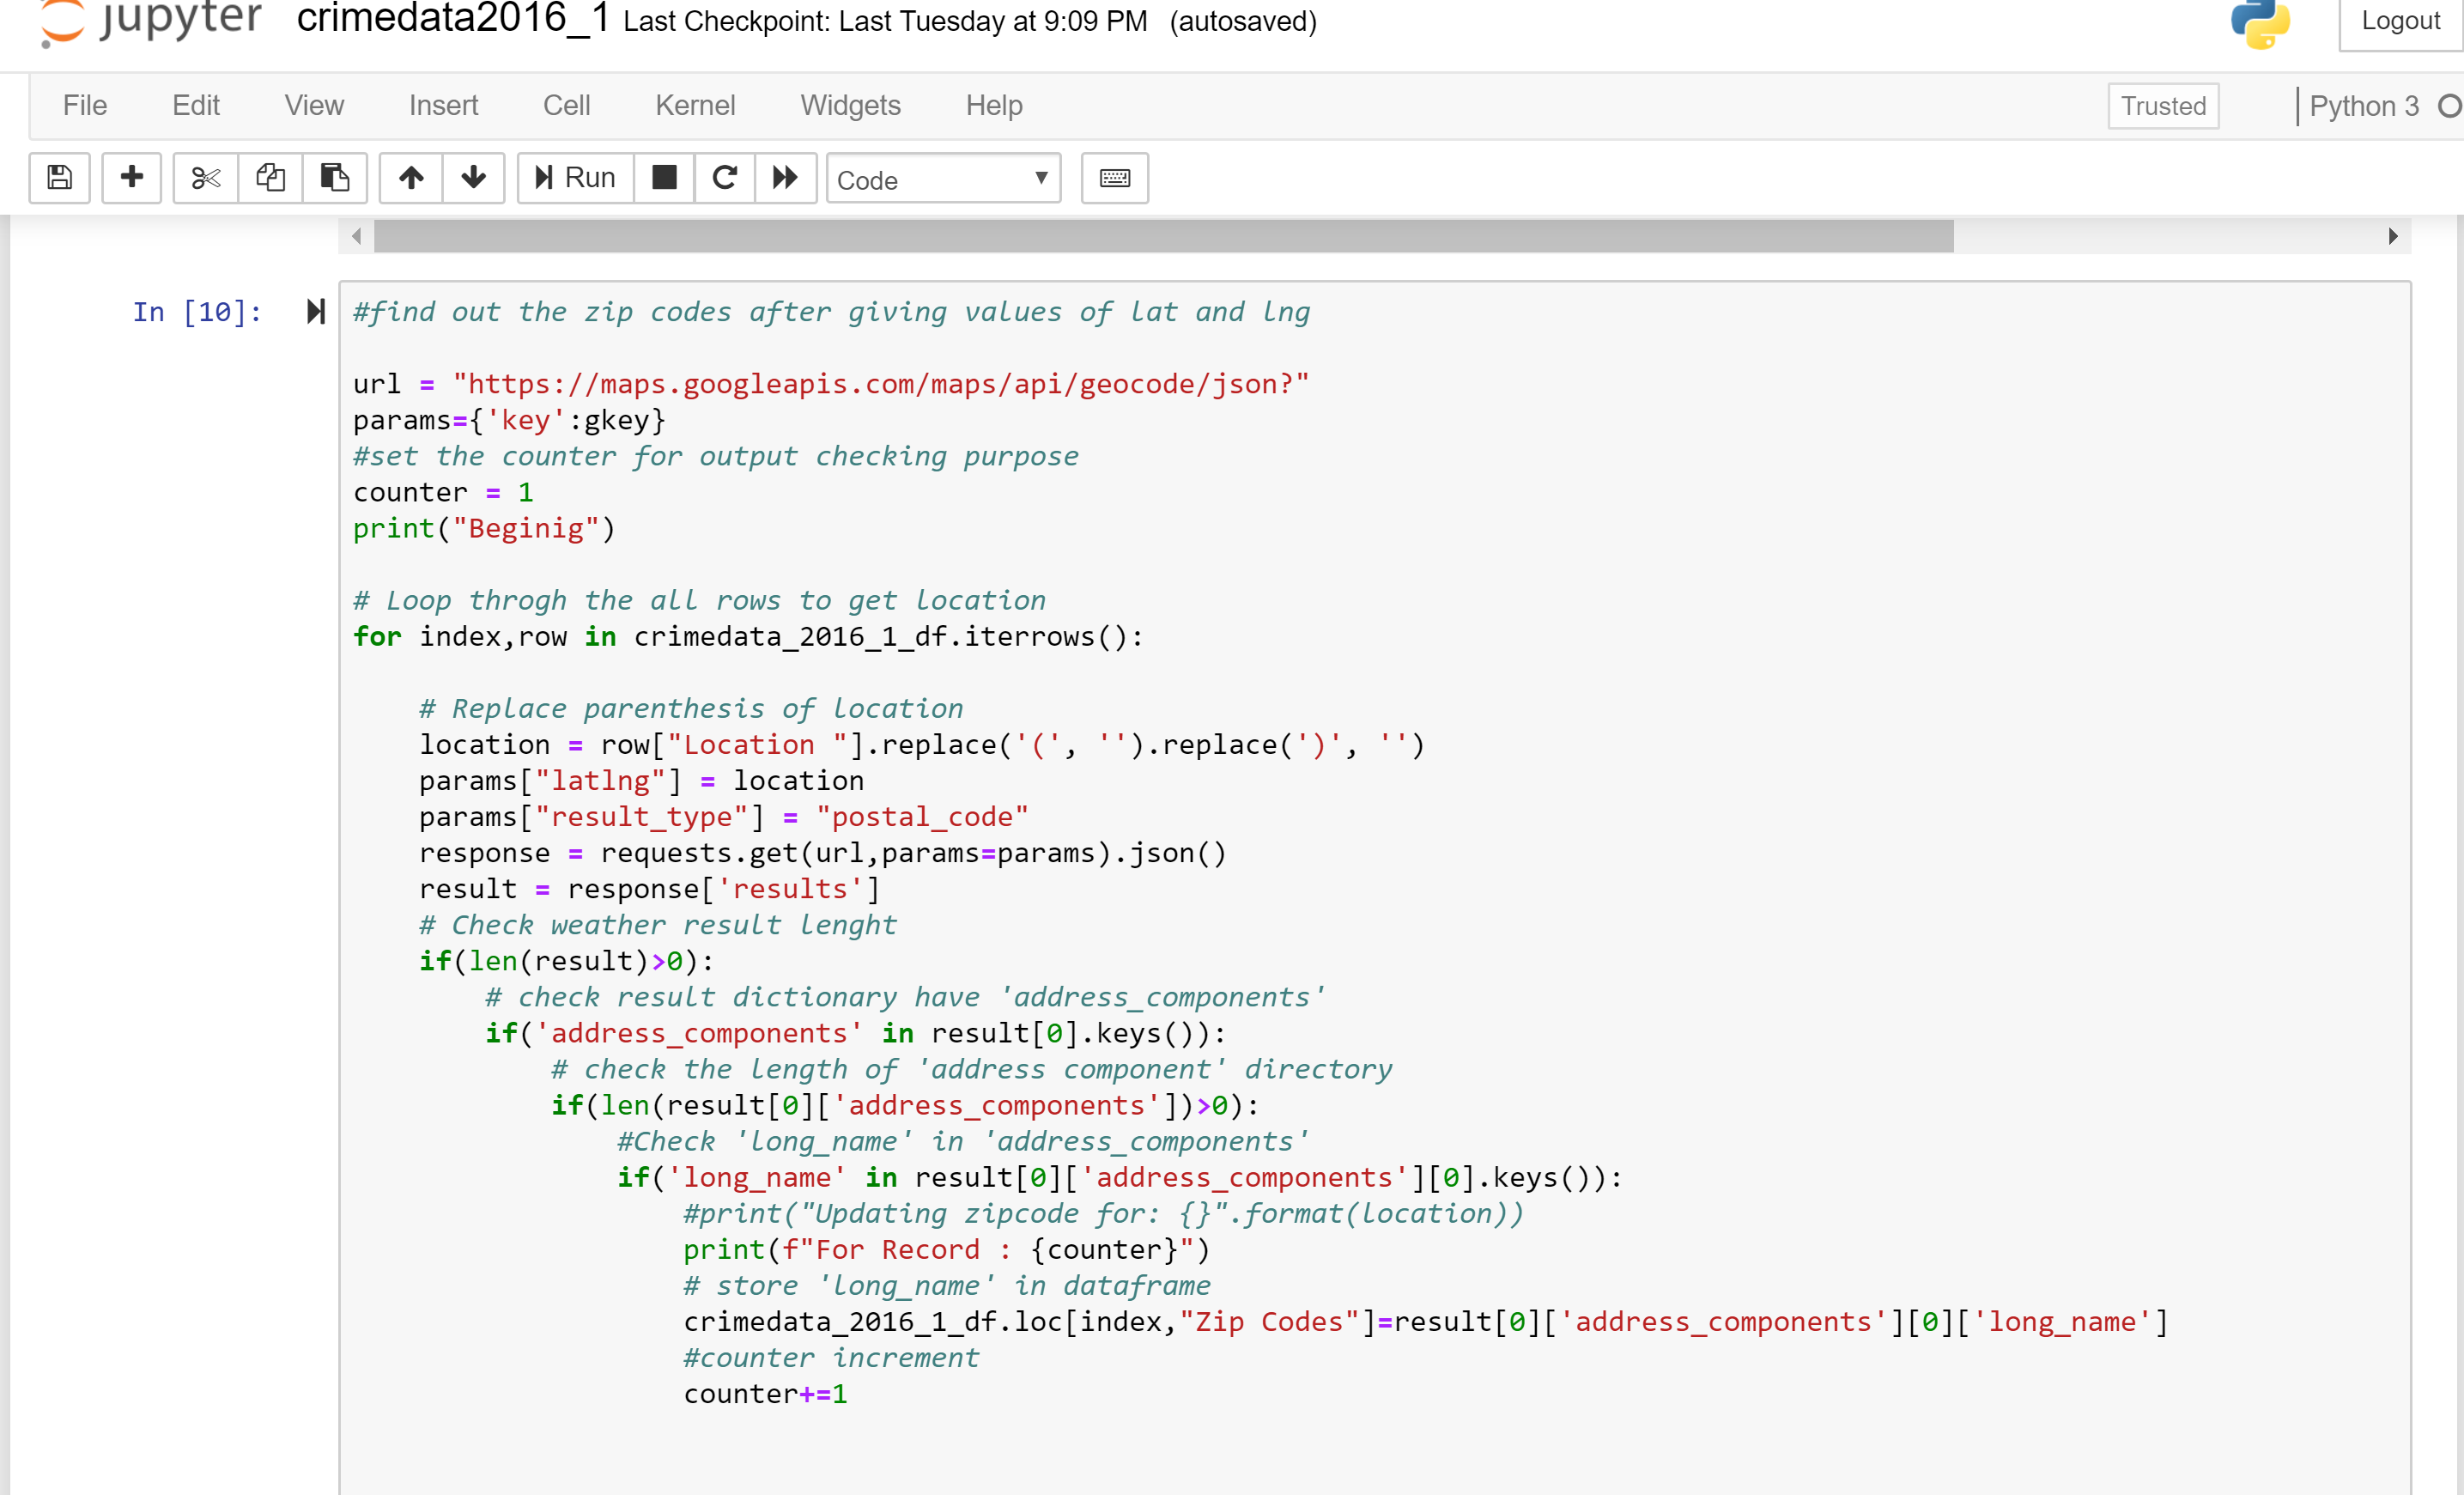 jupyter crimedata2016_1 Last Checkpoint: Last Tuesday at 9:09 PM (autosaved) Logout
File Edit View Insert Cell Kernel Widgets Help Trusted Python 3
Run Code
In [10]: #find out the zip codes after giving values of lat and lng
url = "https://maps.googleapis.com/maps/api/geocode/json?"
params={'key':gkey}
#set the counter for output checking purpose
counter = 1
print("Beginig")
# Loop throgh the all rows to get location
for index,row in crimedata_2016_1_df.iterrows():
    # Replace parenthesis of location
    location = row["Location "].replace('(', '').replace(')', '')
    params["latlng"] = location
    params["result_type"] = "postal_code"
    response = requests.get(url,params=params).json()
    result = response['results']
    # Check weather result lenght
    if(len(result)>0):
        # check result dictionary have 'address_components'
        if('address_components' in result[0].keys()):
            # check the length of 'address component' directory
            if(len(result[0]['address_components'])>0):
                #Check 'long_name' in 'address_components'
                if('long_name' in result[0]['address_components'][0].keys()):
                    #print("Updating zipcode for: {}".format(location))
                    print(f"For Record : {counter}")
                    # store 'long_name' in dataframe
                    crimedata_2016_1_df.loc[index,"Zip Codes"]=result[0]['address_components'][0]['long_name']
                    #counter increment
                    counter+=1